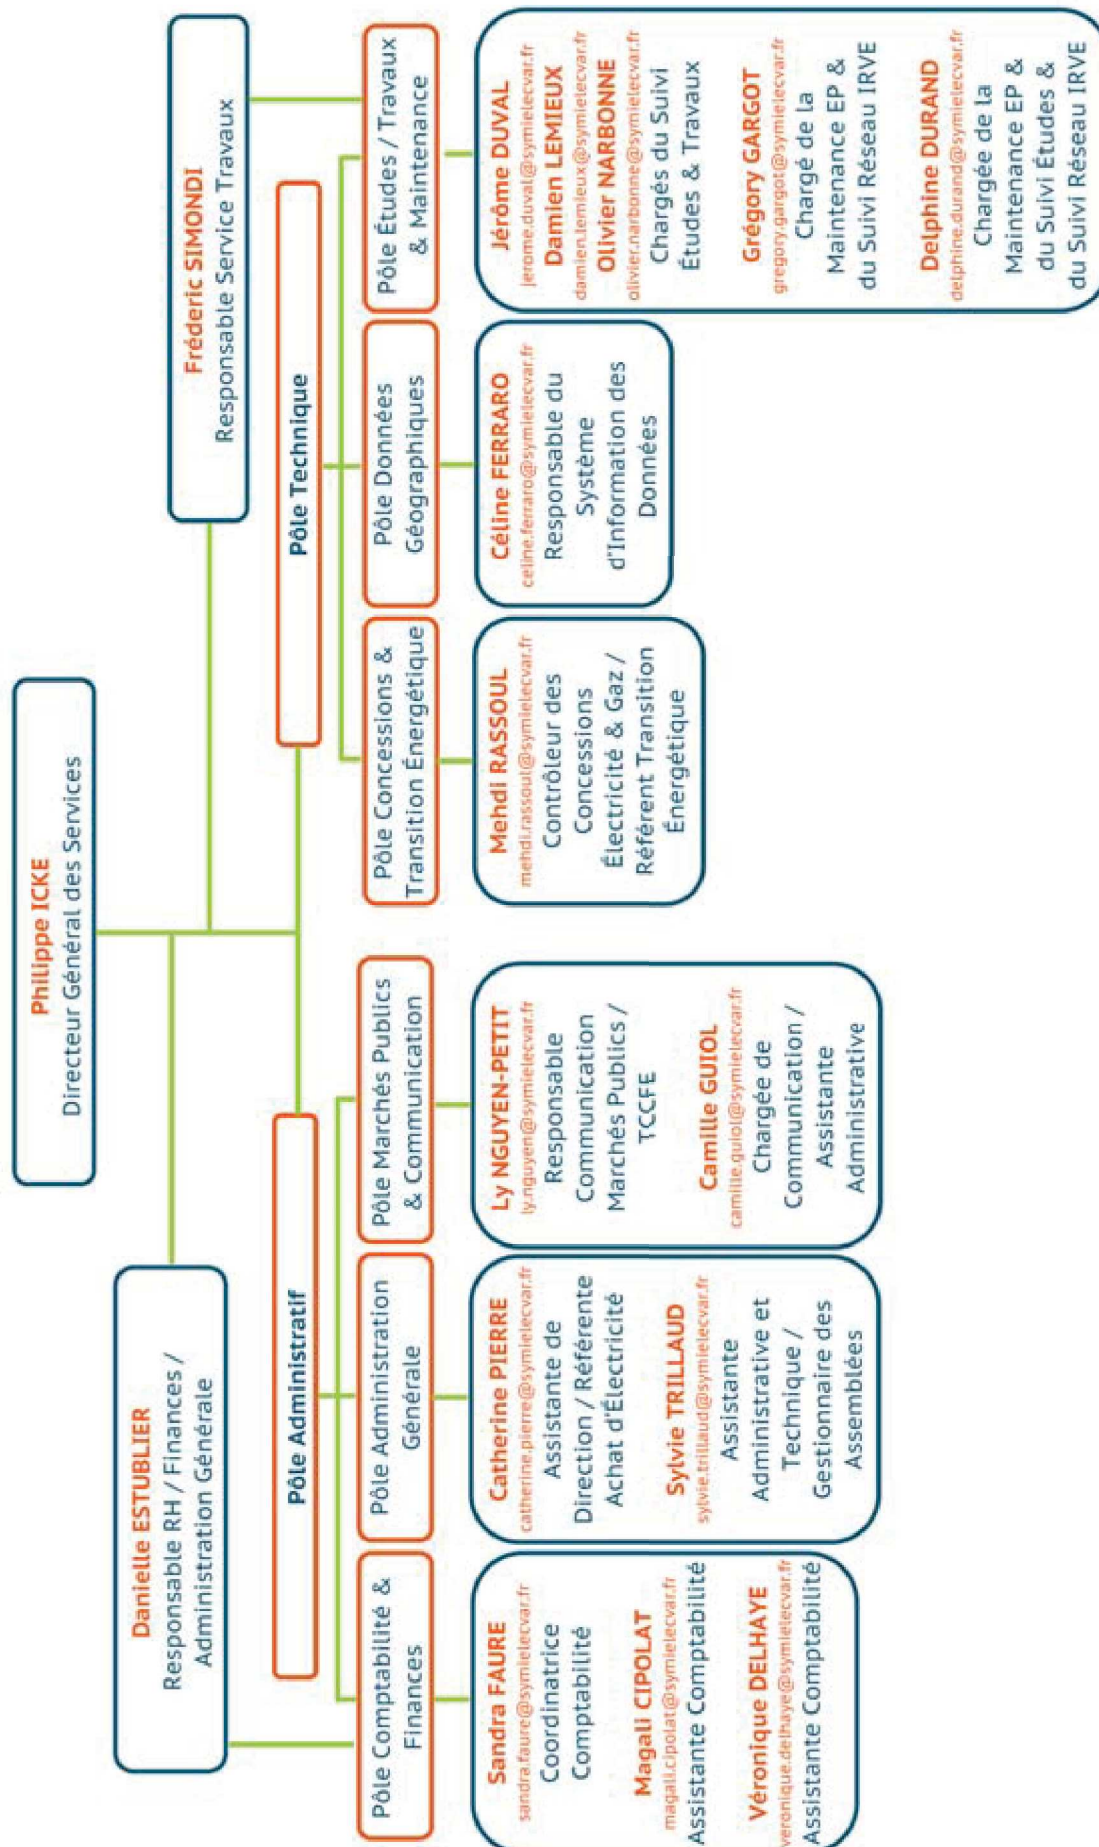 Philippe ICKE
Directeur Général des Services
Danielle ESTUBLIER
Responsable RH / Finances /
Administration Générale
Fréderic SIMONDI
Responsable Service Travaux
Pôle Administratif
Pôle Technique
Pôle Comptabilité &
Finances
Pôle Administration
Générale
Pôle Marchés Publics
& Communication
Pôle Concessions &
Transition Énergétique
Pôle Données
Géographiques
Pôle Études / Travaux
& Maintenance
Sandra FAURE
sandra.faure@symielecvar.fr
Coordinatrice
Comptabilité
Magali CIPOLAT
magali.cipolat@symielecvar.fr
Assistante Comptabilité
Véronique DELHAYE
veronique.delhaye@symielecvar.fr
Assistante Comptabilité
Catherine PIERRE
catherine.pierre@symielecvar.fr
Assistante de
Direction / Référente
Achat d'Électricité
Sylvie TRILLAUD
sylvie.trillaud@symielecvar.fr
Assistante
Administrative et
Technique /
Gestionnaire des
Assemblées
Ly NGUYEN-PETIT
ly.nguyen@symielecvar.fr
Responsable
Communication
Marchés Publics /
TCCFE
Camille GUIOL
camille.guiol@symielecvar.fr
Chargée de
Communication /
Assistante
Administrative
Mehdi RASSOUL
mehdi.rassoul@symielecvar.fr
Contrôleur des
Concessions
Électricité & Gaz /
Référent Transition
Énergétique
Céline FERRARO
celine.ferraro@symielecvar.fr
Responsable du
Système
d'Information des
Données
Jérôme DUVAL
jerome.duval@symielecvar.fr
Damien LEMIEUX
damien.lemieux@symielecvar.fr
Olivier NARBONNE
olivier.narbonne@symielecvar.fr
Chargés du Suivi
Études & Travaux
Grégory GARGOT
gregory.gargot@symielecvar.fr
Chargé de la
Maintenance EP &
du Suivi Réseau IRVE
Delphine DURAND
delphine.durand@symielecvar.fr
Chargée de la
Maintenance EP &
du Suivi Études &
du Suivi Réseau IRVE